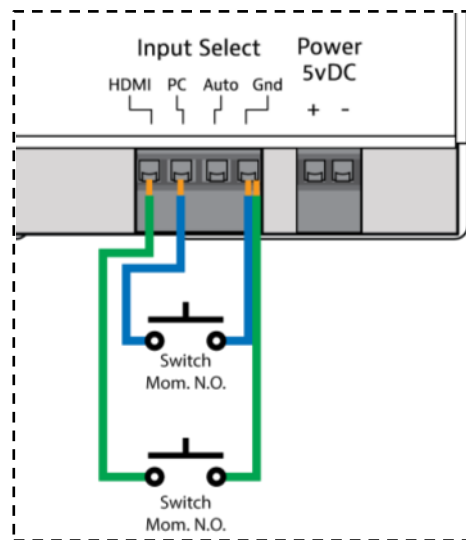 Input Select
HDMI PC Auto Gnd
Power
5vDC
+ -
Switch
Mom. N.O.
Switch
Mom. N.O.